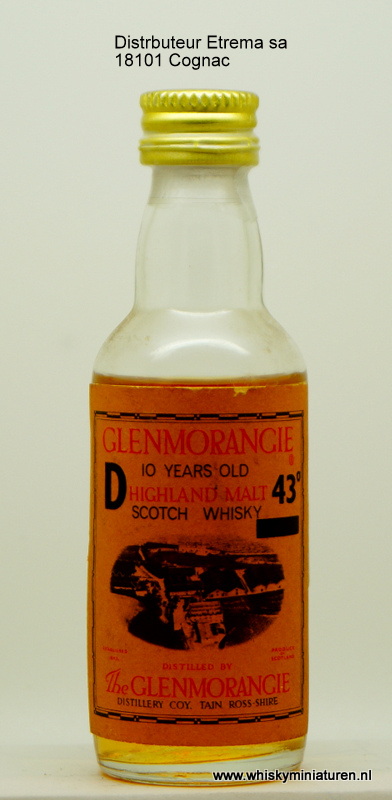 Distrbuteur Etrema sa
18101 Cognac
GLENMORANGIE
10 YEARS OLD
D HIGHLAND MALT 43°
SCOTCH WHISKY
DISTILLED BY
The GLENMORANGIE
DISTILLERY COY. TAIN ROSS-SHIRE
www.whiskyminiaturen.nl